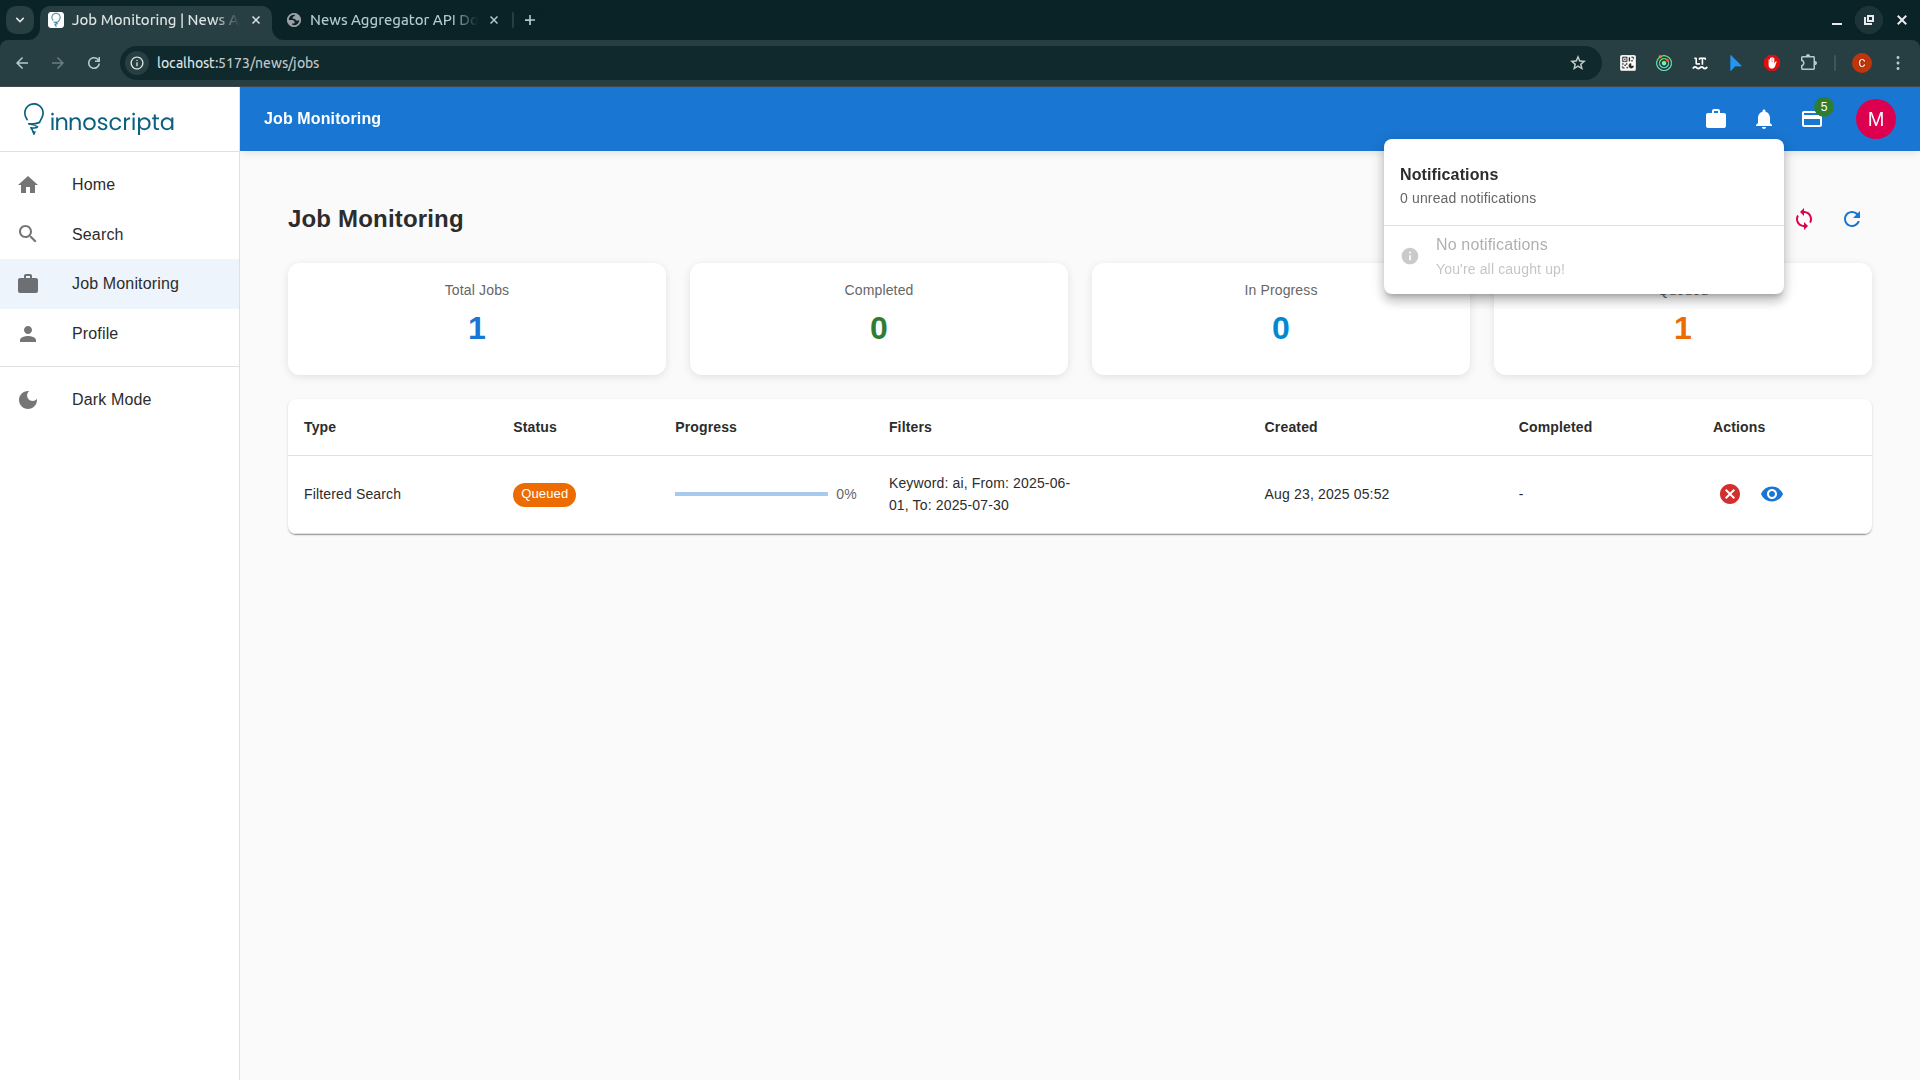 Job Monitoring | News A
News Aggregator API Do
localhost:5173/news/jobs
C
innoscripta
Job Monitoring
5
M
Home
Search
Job Monitoring
Profile
Dark Mode
Notifications
0 unread notifications
No notifications
You're all caught up!
Job Monitoring
Total Jobs
1
Completed
0
In Progress
0
1
Type Status Progress Filters Created Completed Actions
Filtered Search Queued 0% Keyword: ai, From: 2025-06-
01, To: 2025-07-30 Aug 23, 2025 05:52 -